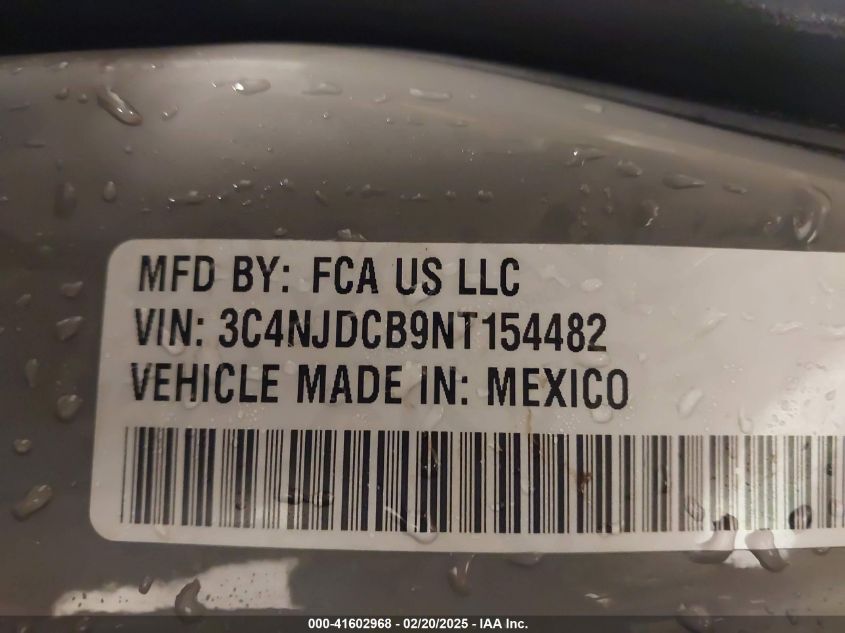 MFD BY: FCA US LLC
VIN: 3C4NJDCB9NT154482
VEHICLE MADE IN: MEXICO
000-41602968 - 02/20/2025 - IAA Inc.